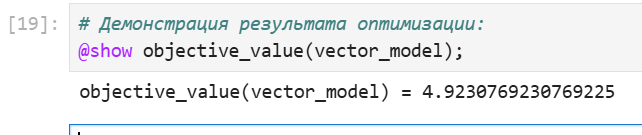 [19]: # Демонстрация результата оптимизации:
@show objective_value(vector_model);
objective_value(vector_model) = 4.9230769230769225